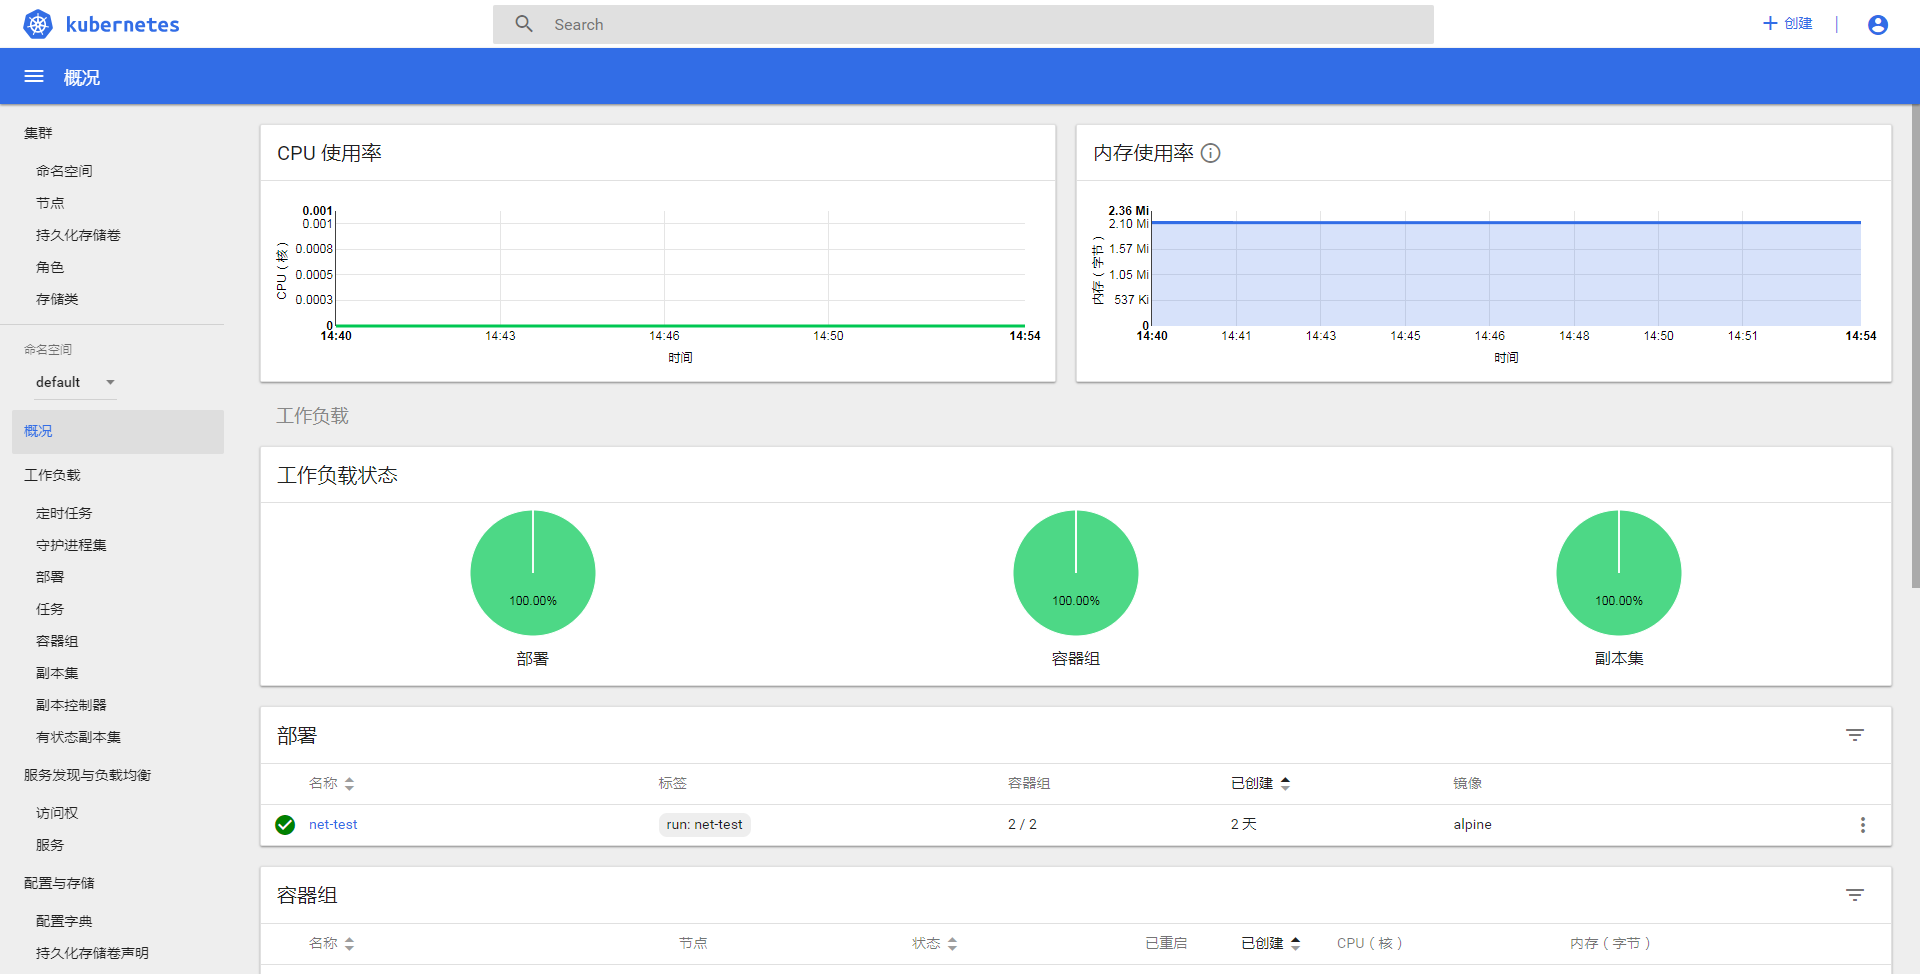 kubernetes
Search
创建
概况
集群
命名空间
节点
持久化存储卷
角色
存储类
命名空间
default
概况
工作负载
定时任务
守护进程集
部署
任务
容器组
副本集
副本控制器
有状态副本集
服务发现与负载均衡
访问权
服务
配置与存储
配置字典
持久化存储卷声明
CPU 使用率
CPU（核）
0.001
0.001
0.0008
0.0005
0.0003
0
14:40 14:43 14:46 14:50 14:54
时间
内存使用率
内存（字节）
2.36 Mi
2.10 Mi
1.57 Mi
1.05 Mi
537 Ki
0
14:40 14:41 14:43 14:45 14:46 14:48 14:50 14:51 14:54
时间
工作负载
工作负载状态
100.00% 100.00% 100.00%
部署 容器组 副本集
部署
名称 标签 容器组 已创建 镜像
net-test run: net-test 2 / 2 2 天 alpine
容器组
名称 节点 状态 已重启 已创建 CPU（核） 内存（字节）